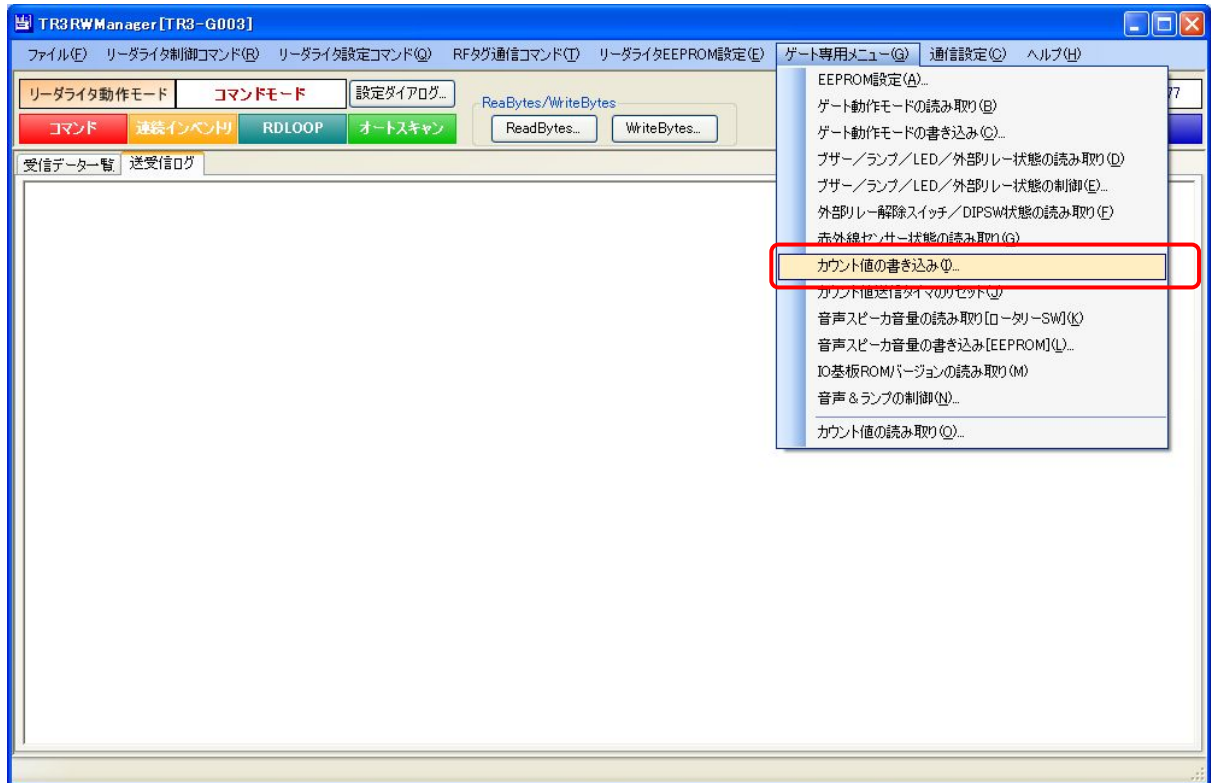 TR3RWManager[TR3-G003]
ファイル(F) リーダライタ制御コマンド(R) リーダライタ設定コマンド(Q) RFタグ通信コマンド(T) リーダライタEEPROM設定(E) ゲート専用メニュー(G) 通信設定(C) ヘルプ(H)
リーダライタ動作モード コマンドモード 設定ダイアログ...
ReaBytes/WriteBytes
ReadBytes... WriteBytes...
コマンド 連続インベントリ RDLOOP オートスキャン
77
受信データ一覧 送受信ログ
EEPROM設定(A)...
ゲート動作モードの読み取り(B)
ゲート動作モードの書き込み(C)...
ブザー/ランプ/LED/外部リレー状態の読み取り(D)
ブザー/ランプ/LED/外部リレー状態の制御(E)...
外部リレー解除スイッチ/DIPSW状態の読み取り(F)
赤外線センサー状態の読み取り(G)
カウント値の書き込み(I)...
カウント値送信タイマのリセット(J)
音声スピーカ音量の読み取り[ロータリーSW](K)
音声スピーカ音量の書き込み[EEPROM](L)...
IO基板ROMバージョンの読み取り(M)
音声&ランプの制御(N)...
カウント値の読み取り(O)...